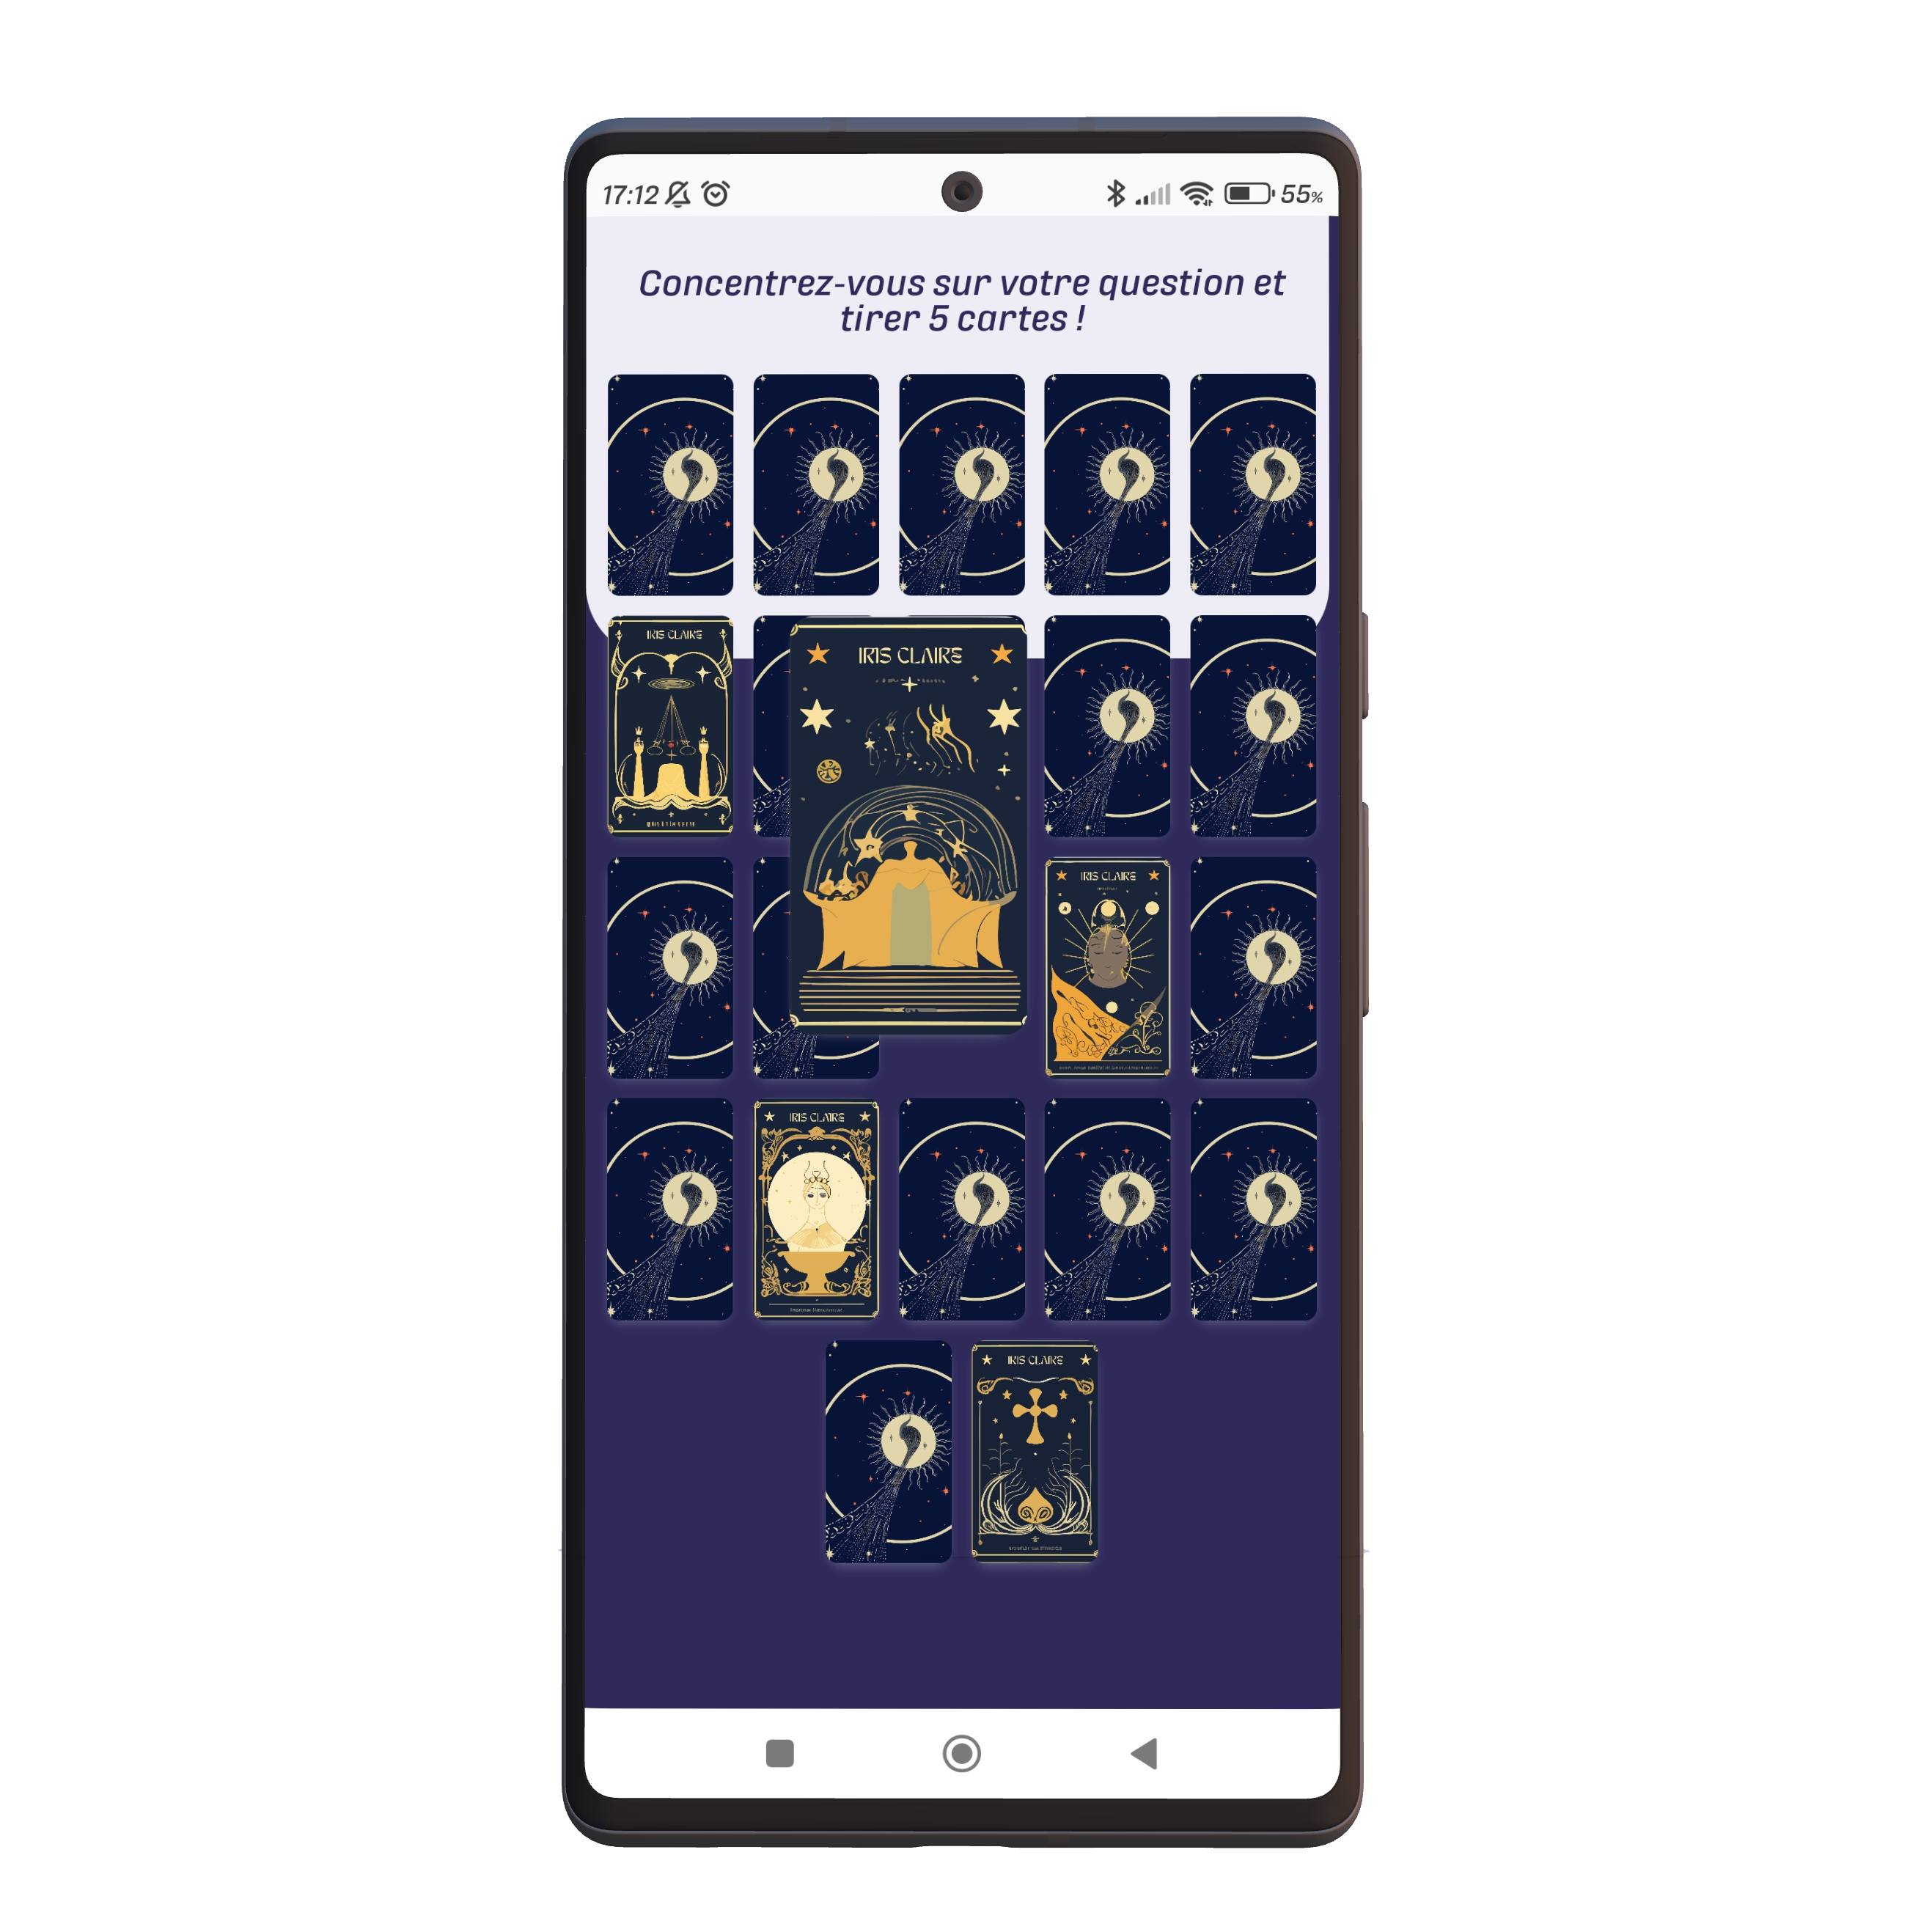 17:12
55%
Concentrez-vous sur votre question et
tirer 5 cartes !
IRIS CLAIRE
IRIS CLAIRE
IRIS CLAIRE
IRIS CLAIRE
IRIS CLAIRE